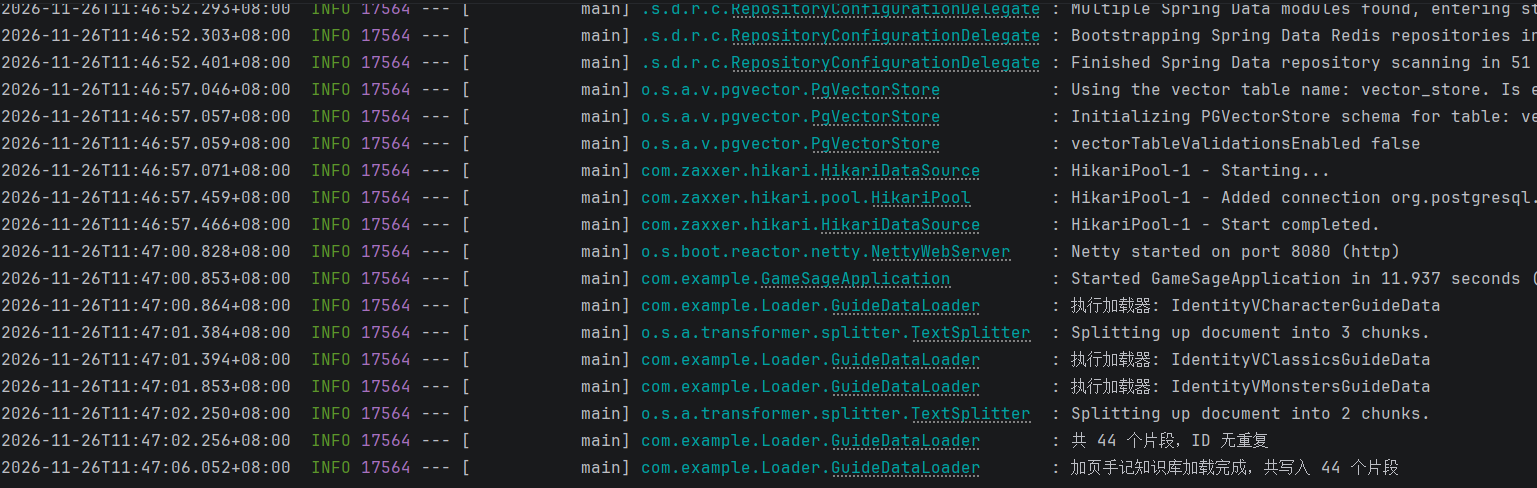 2026-11-26T11:46:52.293+08:00  INFO 17564 --- [           main] .s.d.r.c.RepositoryConfigurationDelegate : Multiple Spring Data modules found, entering st
2026-11-26T11:46:52.303+08:00  INFO 17564 --- [           main] .s.d.r.c.RepositoryConfigurationDelegate : Bootstrapping Spring Data Redis repositories in
2026-11-26T11:46:52.401+08:00  INFO 17564 --- [           main] .s.d.r.c.RepositoryConfigurationDelegate : Finished Spring Data repository scanning in 51
2026-11-26T11:46:57.046+08:00  INFO 17564 --- [           main] o.s.a.v.pgvector.PgVectorStore           : Using the vector table name: vector_store. Is e
2026-11-26T11:46:57.057+08:00  INFO 17564 --- [           main] o.s.a.v.pgvector.PgVectorStore           : Initializing PGVectorStore schema for table: ve
2026-11-26T11:46:57.059+08:00  INFO 17564 --- [           main] o.s.a.v.pgvector.PgVectorStore           : vectorTableValidationsEnabled false
2026-11-26T11:46:57.071+08:00  INFO 17564 --- [           main] com.zaxxer.hikari.HikariDataSource       : HikariPool-1 - Starting...
2026-11-26T11:46:57.459+08:00  INFO 17564 --- [           main] com.zaxxer.hikari.pool.HikariPool        : HikariPool-1 - Added connection org.postgresql.
2026-11-26T11:46:57.466+08:00  INFO 17564 --- [           main] com.zaxxer.hikari.HikariDataSource       : HikariPool-1 - Start completed.
2026-11-26T11:47:00.828+08:00  INFO 17564 --- [           main] o.s.boot.reactor.netty.NettyWebServer    : Netty started on port 8080 (http)
2026-11-26T11:47:00.853+08:00  INFO 17564 --- [           main] com.example.GameSageApplication          : Started GameSageApplication in 11.937 seconds (
2026-11-26T11:47:00.864+08:00  INFO 17564 --- [           main] com.example.Loader.GuideDataLoader       : 执行加载器: IdentityVCharacterGuideData
2026-11-26T11:47:01.384+08:00  INFO 17564 --- [           main] o.s.a.transformer.splitter.TextSplitter  : Splitting up document into 3 chunks.
2026-11-26T11:47:01.394+08:00  INFO 17564 --- [           main] com.example.Loader.GuideDataLoader       : 执行加载器: IdentityVClassicsGuideData
2026-11-26T11:47:01.853+08:00  INFO 17564 --- [           main] com.example.Loader.GuideDataLoader       : 执行加载器: IdentityVMonstersGuideData
2026-11-26T11:47:02.250+08:00  INFO 17564 --- [           main] o.s.a.transformer.splitter.TextSplitter  : Splitting up document into 2 chunks.
2026-11-26T11:47:02.256+08:00  INFO 17564 --- [           main] com.example.Loader.GuideDataLoader       : 共 44 个片段，ID 无重复
2026-11-26T11:47:06.052+08:00  INFO 17564 --- [           main] com.example.Loader.GuideDataLoader       : 加页手记知识库加载完成，共写入 44 个片段